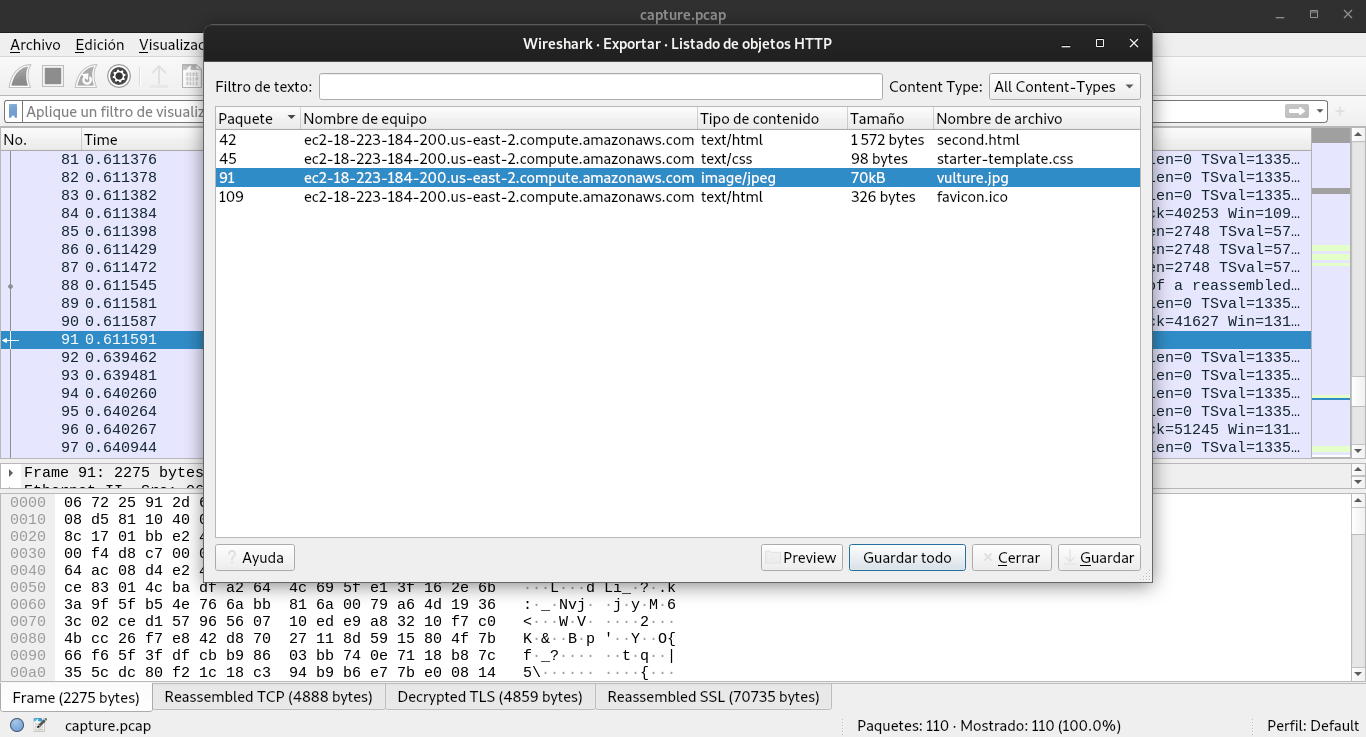 capture.pcap
Archivo Edición Visualizac
Wireshark · Exportar · Listado de objetos HTTP
Filtro de texto: Content Type: All Content-Types
Aplique un filtro de visualiz
Paquete Nombre de equipo Tipo de contenido Tamaño Nombre de archivo
42 ec2-18-223-184-200.us-east-2.compute.amazonaws.com text/html 1 572 bytes second.html
45 ec2-18-223-184-200.us-east-2.compute.amazonaws.com text/css 98 bytes starter-template.css
91 ec2-18-223-184-200.us-east-2.compute.amazonaws.com image/jpeg 70kB vulture.jpg
109 ec2-18-223-184-200.us-east-2.compute.amazonaws.com text/html 326 bytes favicon.ico
No. Time
81 0.611376 Len=0 TSval=1335…
82 0.611378 Len=0 TSval=1335…
83 0.611382 Len=0 TSval=1335…
84 0.611384 ck=40253 Win=109…
85 0.611398 en=2748 TSval=57…
86 0.611429 en=2748 TSval=57…
87 0.611472 en=2748 TSval=57…
88 0.611545 of a reassembled…
89 0.611581 Len=0 TSval=1335…
90 0.611587 ck=41627 Win=131…
91 0.611591
92 0.639462 Len=0 TSval=1335…
93 0.639481 Len=0 TSval=1335…
94 0.640260 Len=0 TSval=1335…
95 0.640264 Len=0 TSval=1335…
96 0.640267 ck=51245 Win=131…
97 0.640944 Len=0 TSval=1335…
Frame 91: 2275 bytes
Ayuda Preview Guardar todo Cerrar Guardar
0000 06 72 25 91 2d
0010 08 d5 81 10 40
0020 8c 17 01 bb e2
0030 00 f4 d8 c7 00
0040 64 ac 08 d4 e2
0050 ce 83 01 4c ba df a2 64 4c 69 5f e1 3f 16 2e 6b ···L···d Li_·?·.k
0060 3a 9f 5f b5 4e 76 6a bb 81 6a 00 79 a6 4d 19 36 :·_·Nvj· ·j·y·M·6
0070 3c 02 ce d1 57 96 56 07 10 ed e9 a8 32 10 f7 c0 <···W·V· ····2···
0080 4b cc 26 f7 e8 42 d8 70 27 11 8d 59 15 80 4f 7b K·&··B·p '··Y··O{
0090 66 f6 5f 3f df cb b9 86 03 bb 74 0e 71 18 b8 7c f·_?···· ··t·q··|
00a0 35 5c dc 80 f2 1c 18 c3 94 b9 b6 e7 7b e0 08 14 5\······ ····{···
Frame (2275 bytes) Reassembled TCP (4888 bytes) Decrypted TLS (4859 bytes) Reassembled SSL (70735 bytes)
capture.pcap Paquetes: 110 · Mostrado: 110 (100.0%) Perfil: Default